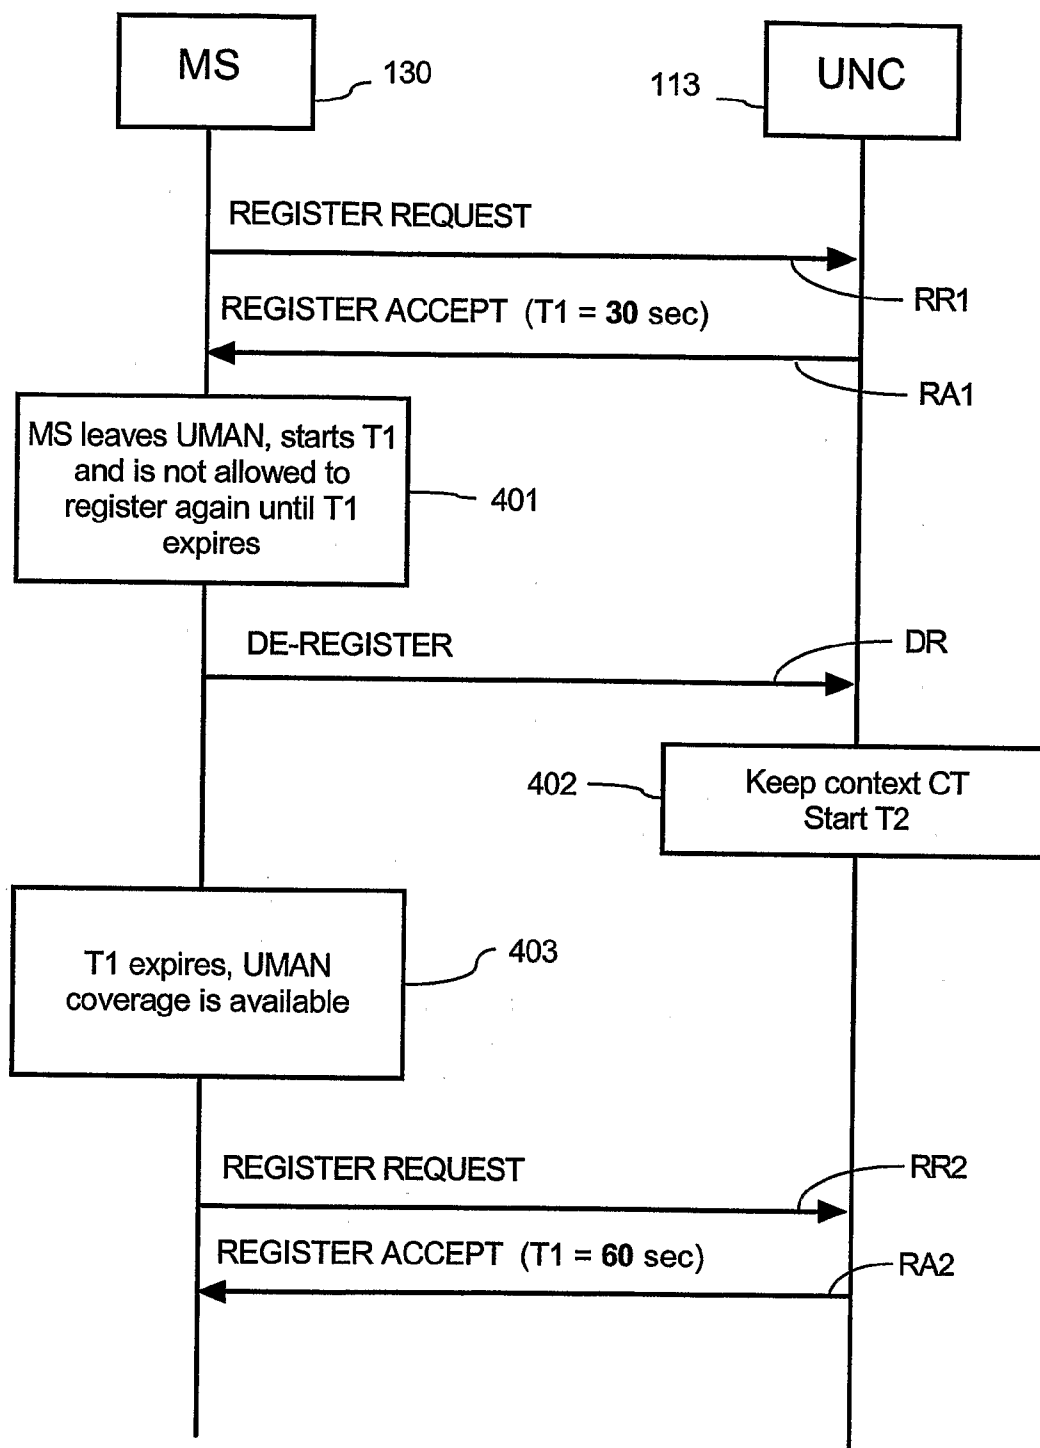 MS
130
113
UNC
REGISTER REQUEST
RR1
REGISTER ACCEPT (T1 = 30 sec)
RA1
MS leaves UMAN, starts T1
and is not allowed to
register again until T1
expires
401
DE-REGISTER
DR
402
Keep context CT
Start T2
T1 expires, UMAN
coverage is available
403
REGISTER REQUEST
RR2
REGISTER ACCEPT (T1 = 60 sec)
RA2